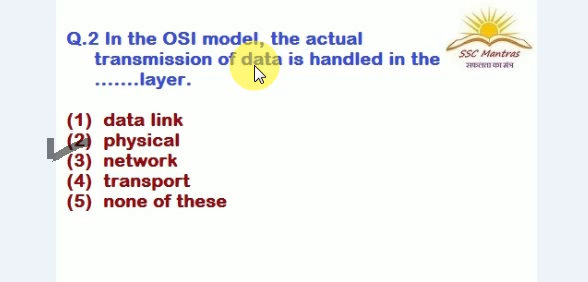 Q.2 In the OSI model, the actual
transmission of data is handled in the
.......layer.
SSC Mantras
सफलता का मंत्र
(1) data link
(2) physical
(3) network
(4) transport
(5) none of these